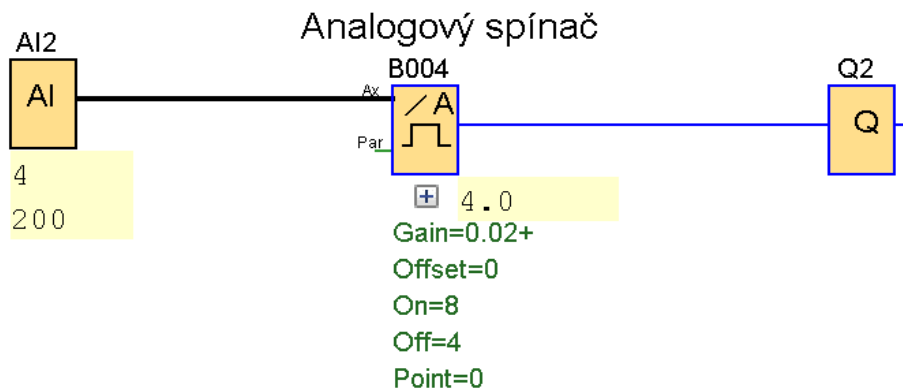 Analogový spínač
AI2
B004
Q2
AI
Ax
A
Q
Par
4
200
4.0
Gain=0.02+
Offset=0
On=8
Off=4
Point=0